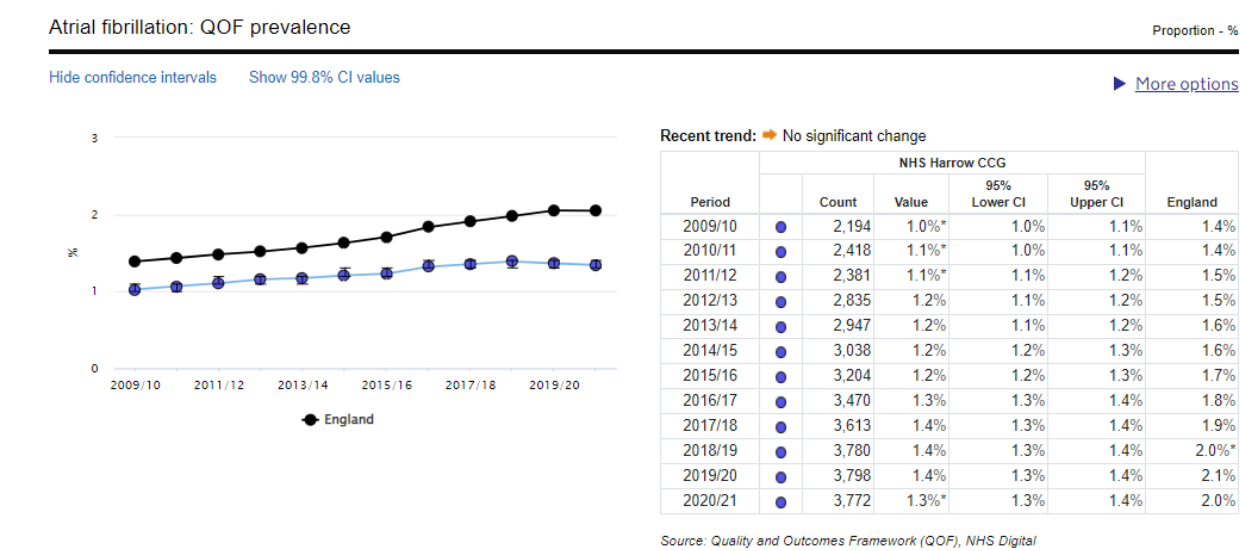 Atrial fibrillation: QOF prevalence
Proportion - %
Hide confidence intervals Show 99.8% CI values
▶ More options
3
2
1
0
%
2009/10 2011/12 2013/14 2015/16 2017/18 2019/20
England
Recent trend: No significant change
NHS Harrow CCG
Period Count Value 95% Lower CI 95% Upper CI England
2009/10 2,194 1.0%* 1.0% 1.1% 1.4%
2010/11 2,418 1.1%* 1.0% 1.1% 1.4%
2011/12 2,381 1.1%* 1.1% 1.2% 1.5%
2012/13 2,835 1.2% 1.1% 1.2% 1.5%
2013/14 2,947 1.2% 1.1% 1.2% 1.6%
2014/15 3,038 1.2% 1.2% 1.3% 1.6%
2015/16 3,204 1.2% 1.2% 1.3% 1.7%
2016/17 3,470 1.3% 1.3% 1.4% 1.8%
2017/18 3,613 1.4% 1.3% 1.4% 1.9%
2018/19 3,780 1.4% 1.3% 1.4% 2.0%*
2019/20 3,798 1.4% 1.3% 1.4% 2.1%
2020/21 3,772 1.3%* 1.3% 1.4% 2.0%
Source: Quality and Outcomes Framework (QOF), NHS Digital